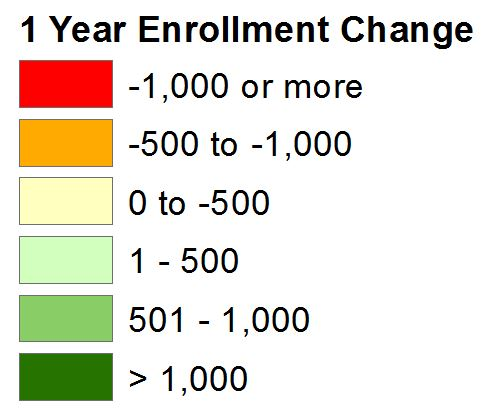 1 Year Enrollment Change
-1,000 or more
-500 to -1,000
0 to -500
1 - 500
501 - 1,000
> 1,000